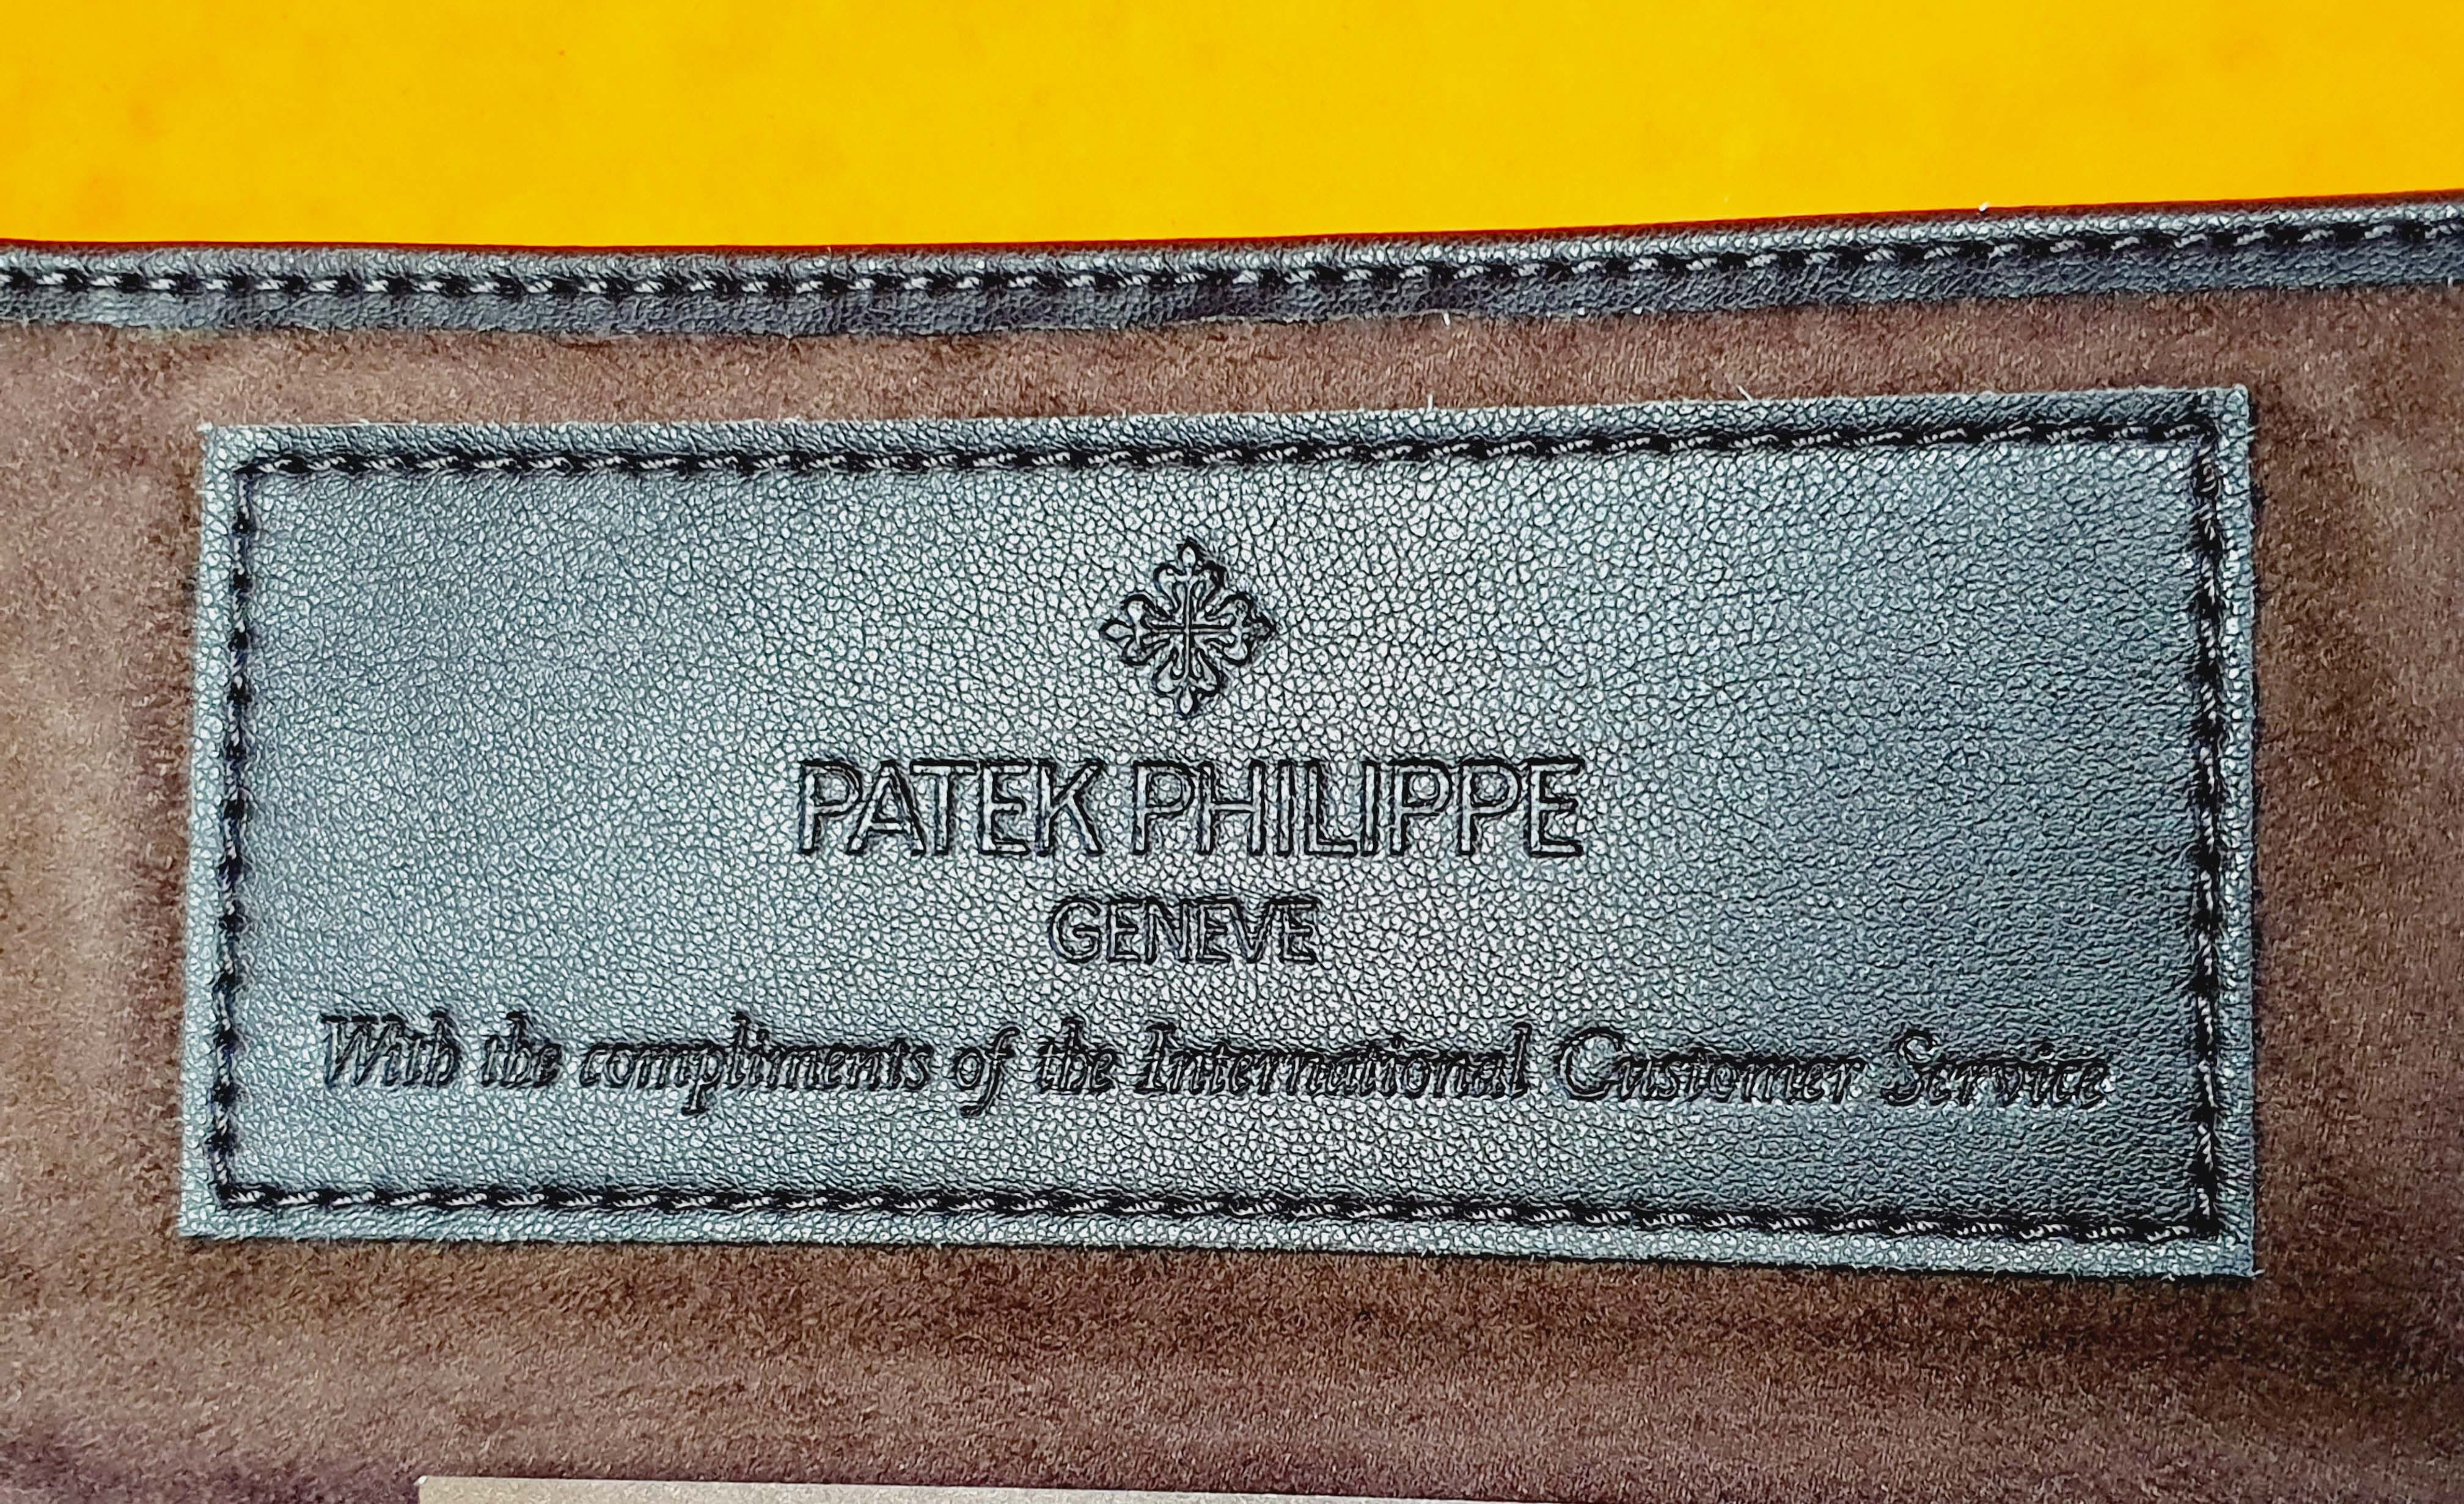 PATEK PHILIPPE
GENEVE
With the compliments of the International Customer Service